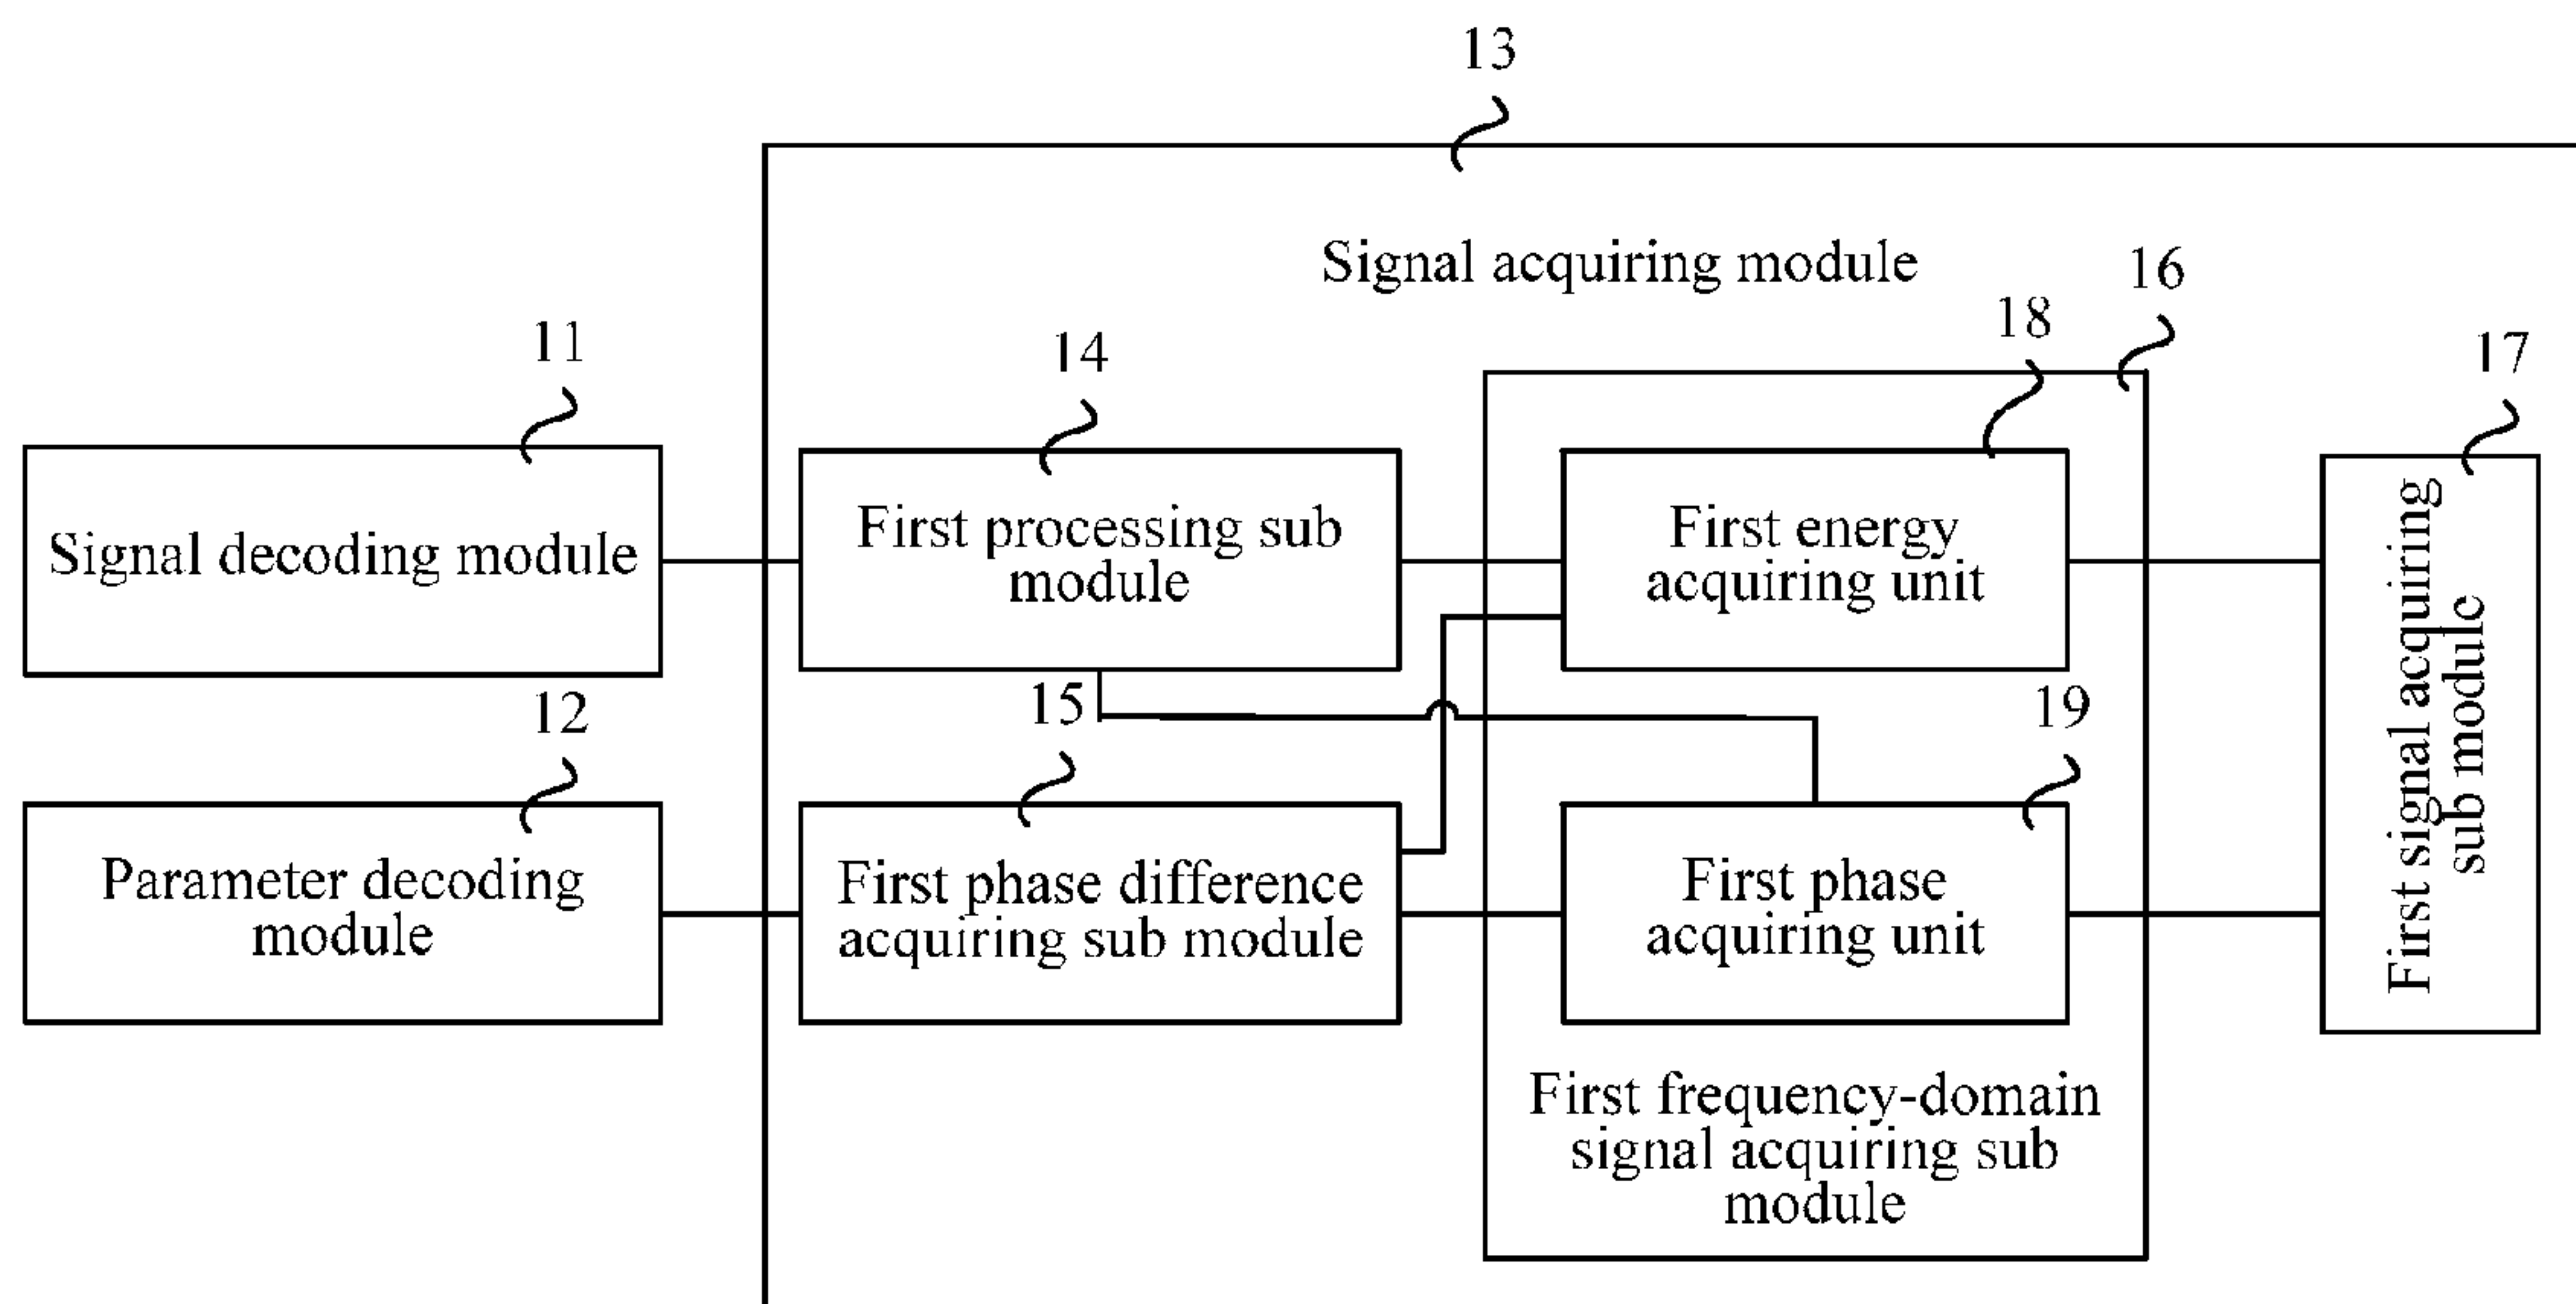 13
Signal acquiring module
16
18
11
14
17
Signal decoding module
First processing sub
module
First energy
acquiring unit
First signal acquiring
sub module
12
15
19
Parameter decoding
module
First phase difference
acquiring sub module
First phase
acquiring unit
First frequency-domain
signal acquiring sub
module